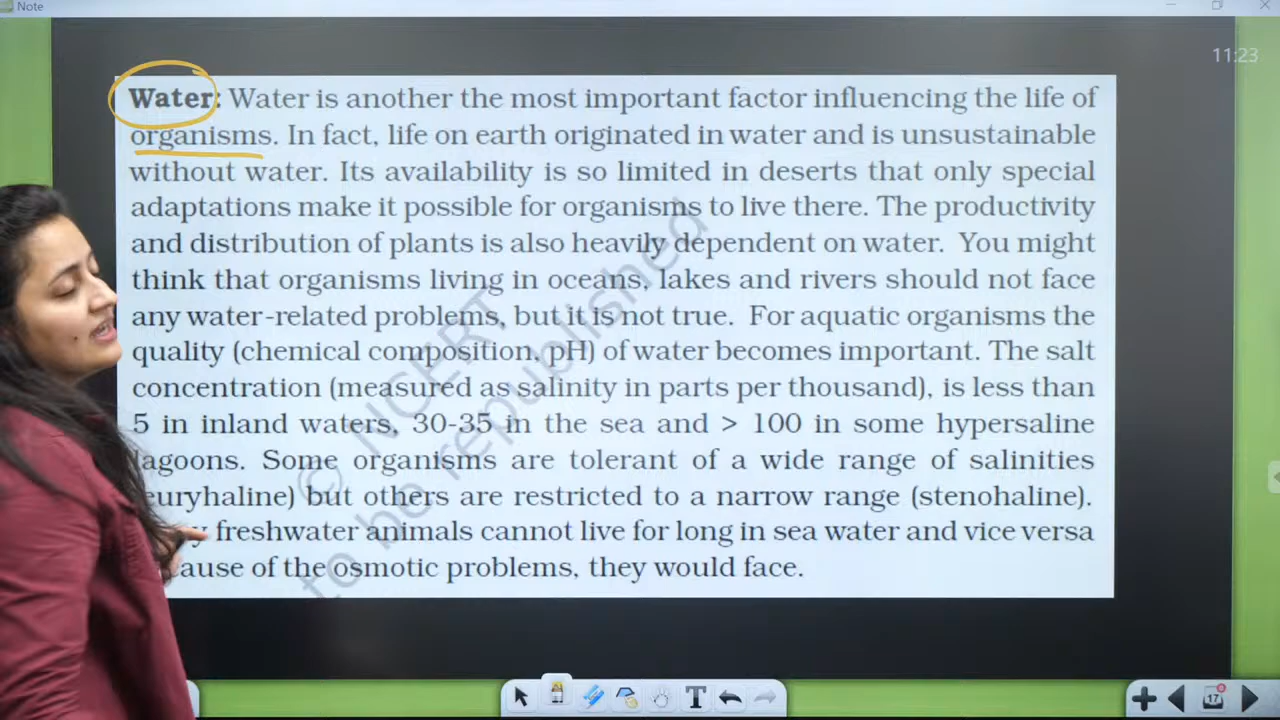 Note
11:23
Water: Water is another the most important factor influencing the life of
organisms. In fact, life on earth originated in water and is unsustainable
without water. Its availability is so limited in deserts that only special
adaptations make it possible for organisms to live there. The productivity
and distribution of plants is also heavily dependent on water. You might
think that organisms living in oceans, lakes and rivers should not face
any water-related problems, but it is not true. For aquatic organisms the
quality (chemical composition, pH) of water becomes important. The salt
concentration (measured as salinity in parts per thousand), is less than
5 in inland waters, 30-35 in the sea and > 100 in some hypersaline
lagoons. Some organisms are tolerant of a wide range of salinities
euryhaline) but others are restricted to a narrow range (stenohaline).
y freshwater animals cannot live for long in sea water and vice versa
ause of the osmotic problems, they would face.
© NCERT
to be republished
T
17